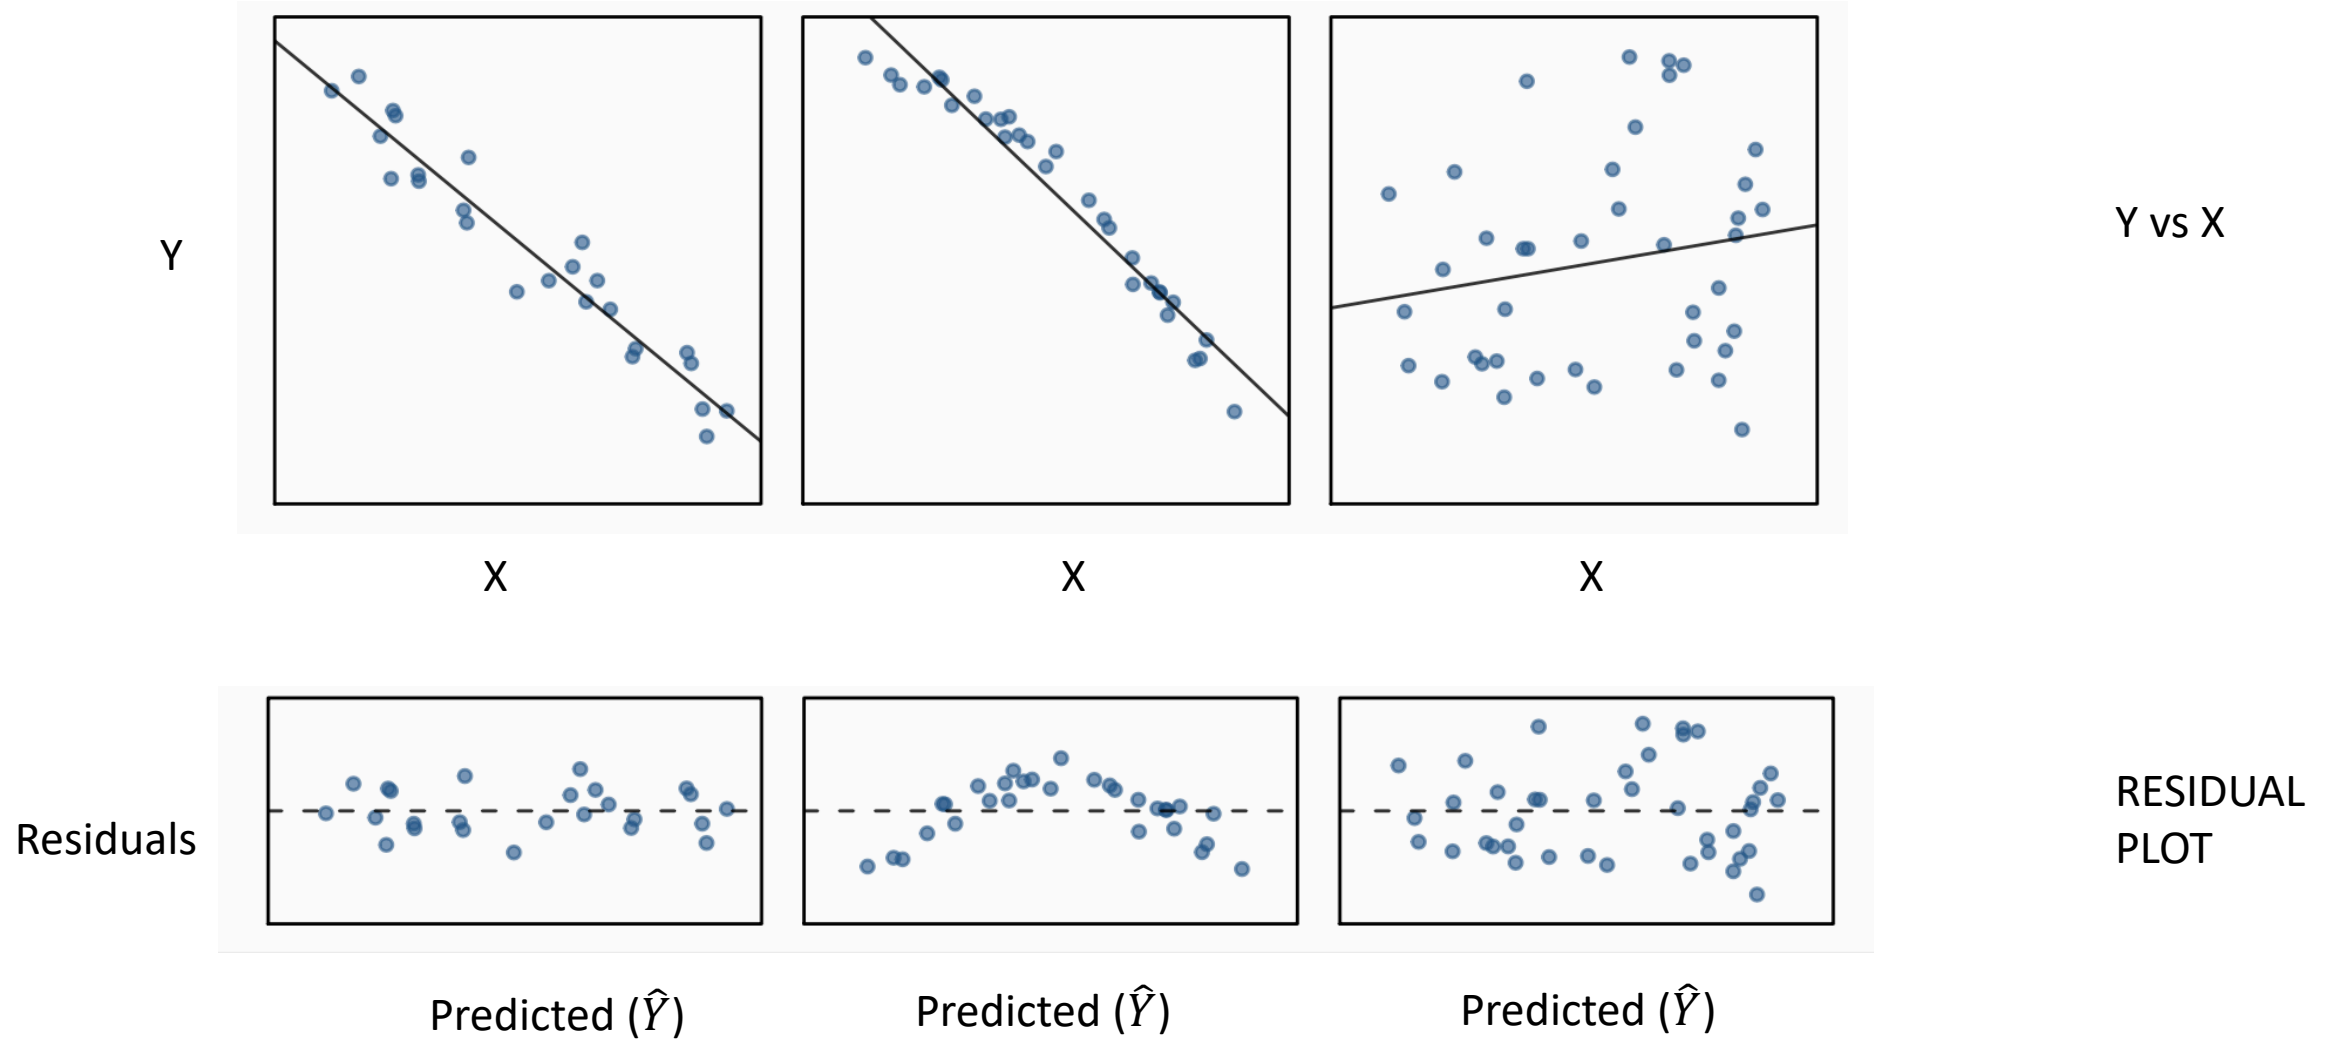 Y
Y vs X
X
X
X
Residuals
RESIDUAL
PLOT
Predicted (Ŷ)
Predicted (Ŷ)
Predicted (Ŷ)